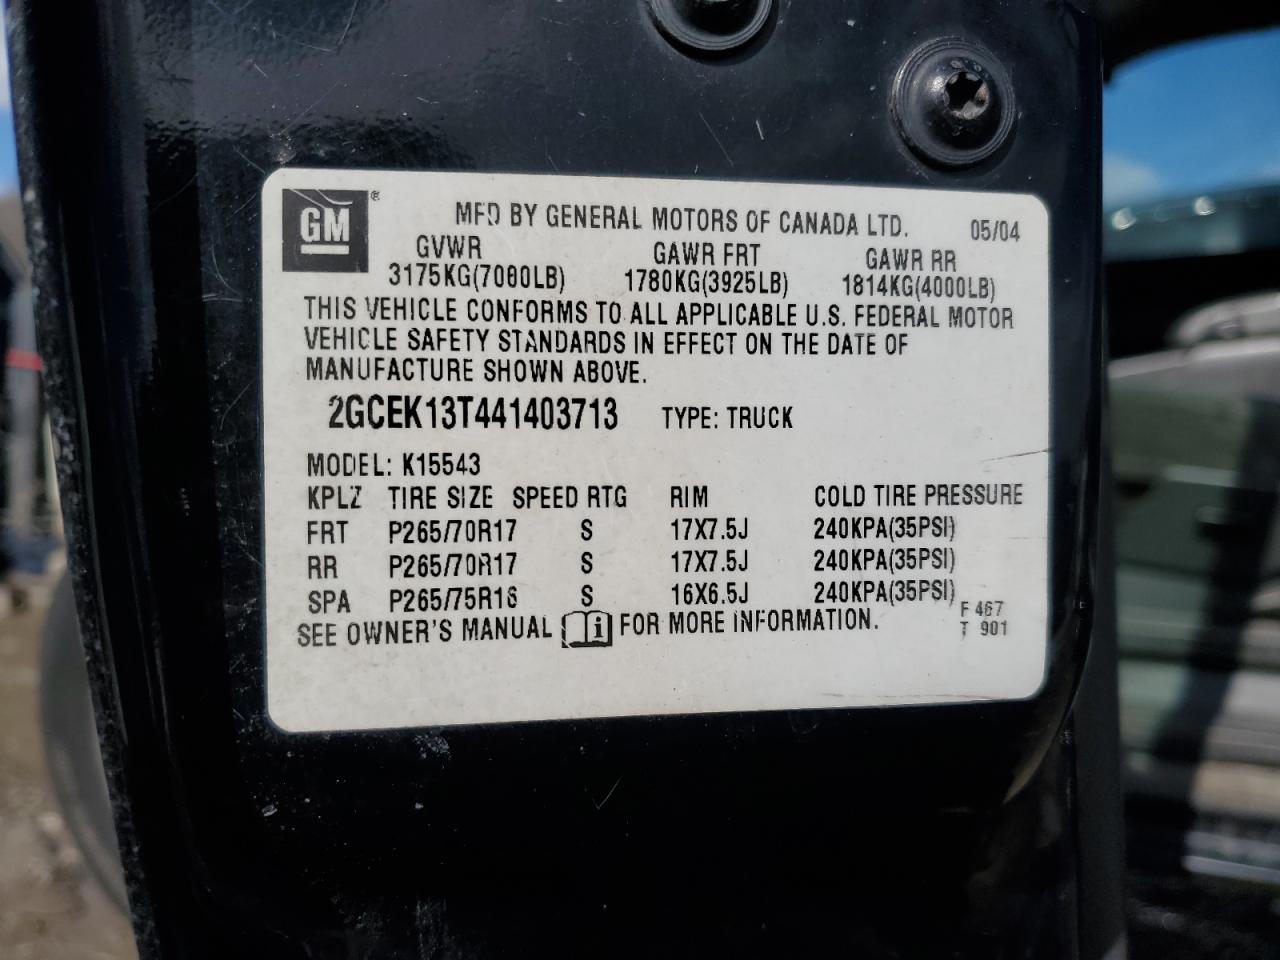 GM ®
MFD BY GENERAL MOTORS OF CANADA LTD. 05/04
GVWR GAWR FRT GAWR RR
3175KG(7000LB) 1780KG(3925LB) 1814KG(4000LB)
THIS VEHICLE CONFORMS TO ALL APPLICABLE U.S. FEDERAL MOTOR
VEHICLE SAFETY STANDARDS IN EFFECT ON THE DATE OF
MANUFACTURE SHOWN ABOVE.
2GCEK13T441403713 TYPE: TRUCK
MODEL: K15543
KPLZ TIRE SIZE SPEED RTG RIM COLD TIRE PRESSURE
FRT P265/70R17 S 17X7.5J 240KPA(35PSI)
RR P265/70R17 S 17X7.5J 240KPA(35PSI)
SPA P265/75R16 S 16X6.5J 240KPA(35PSI)
SEE OWNER'S MANUAL i FOR MORE INFORMATION.
F 467
T 901